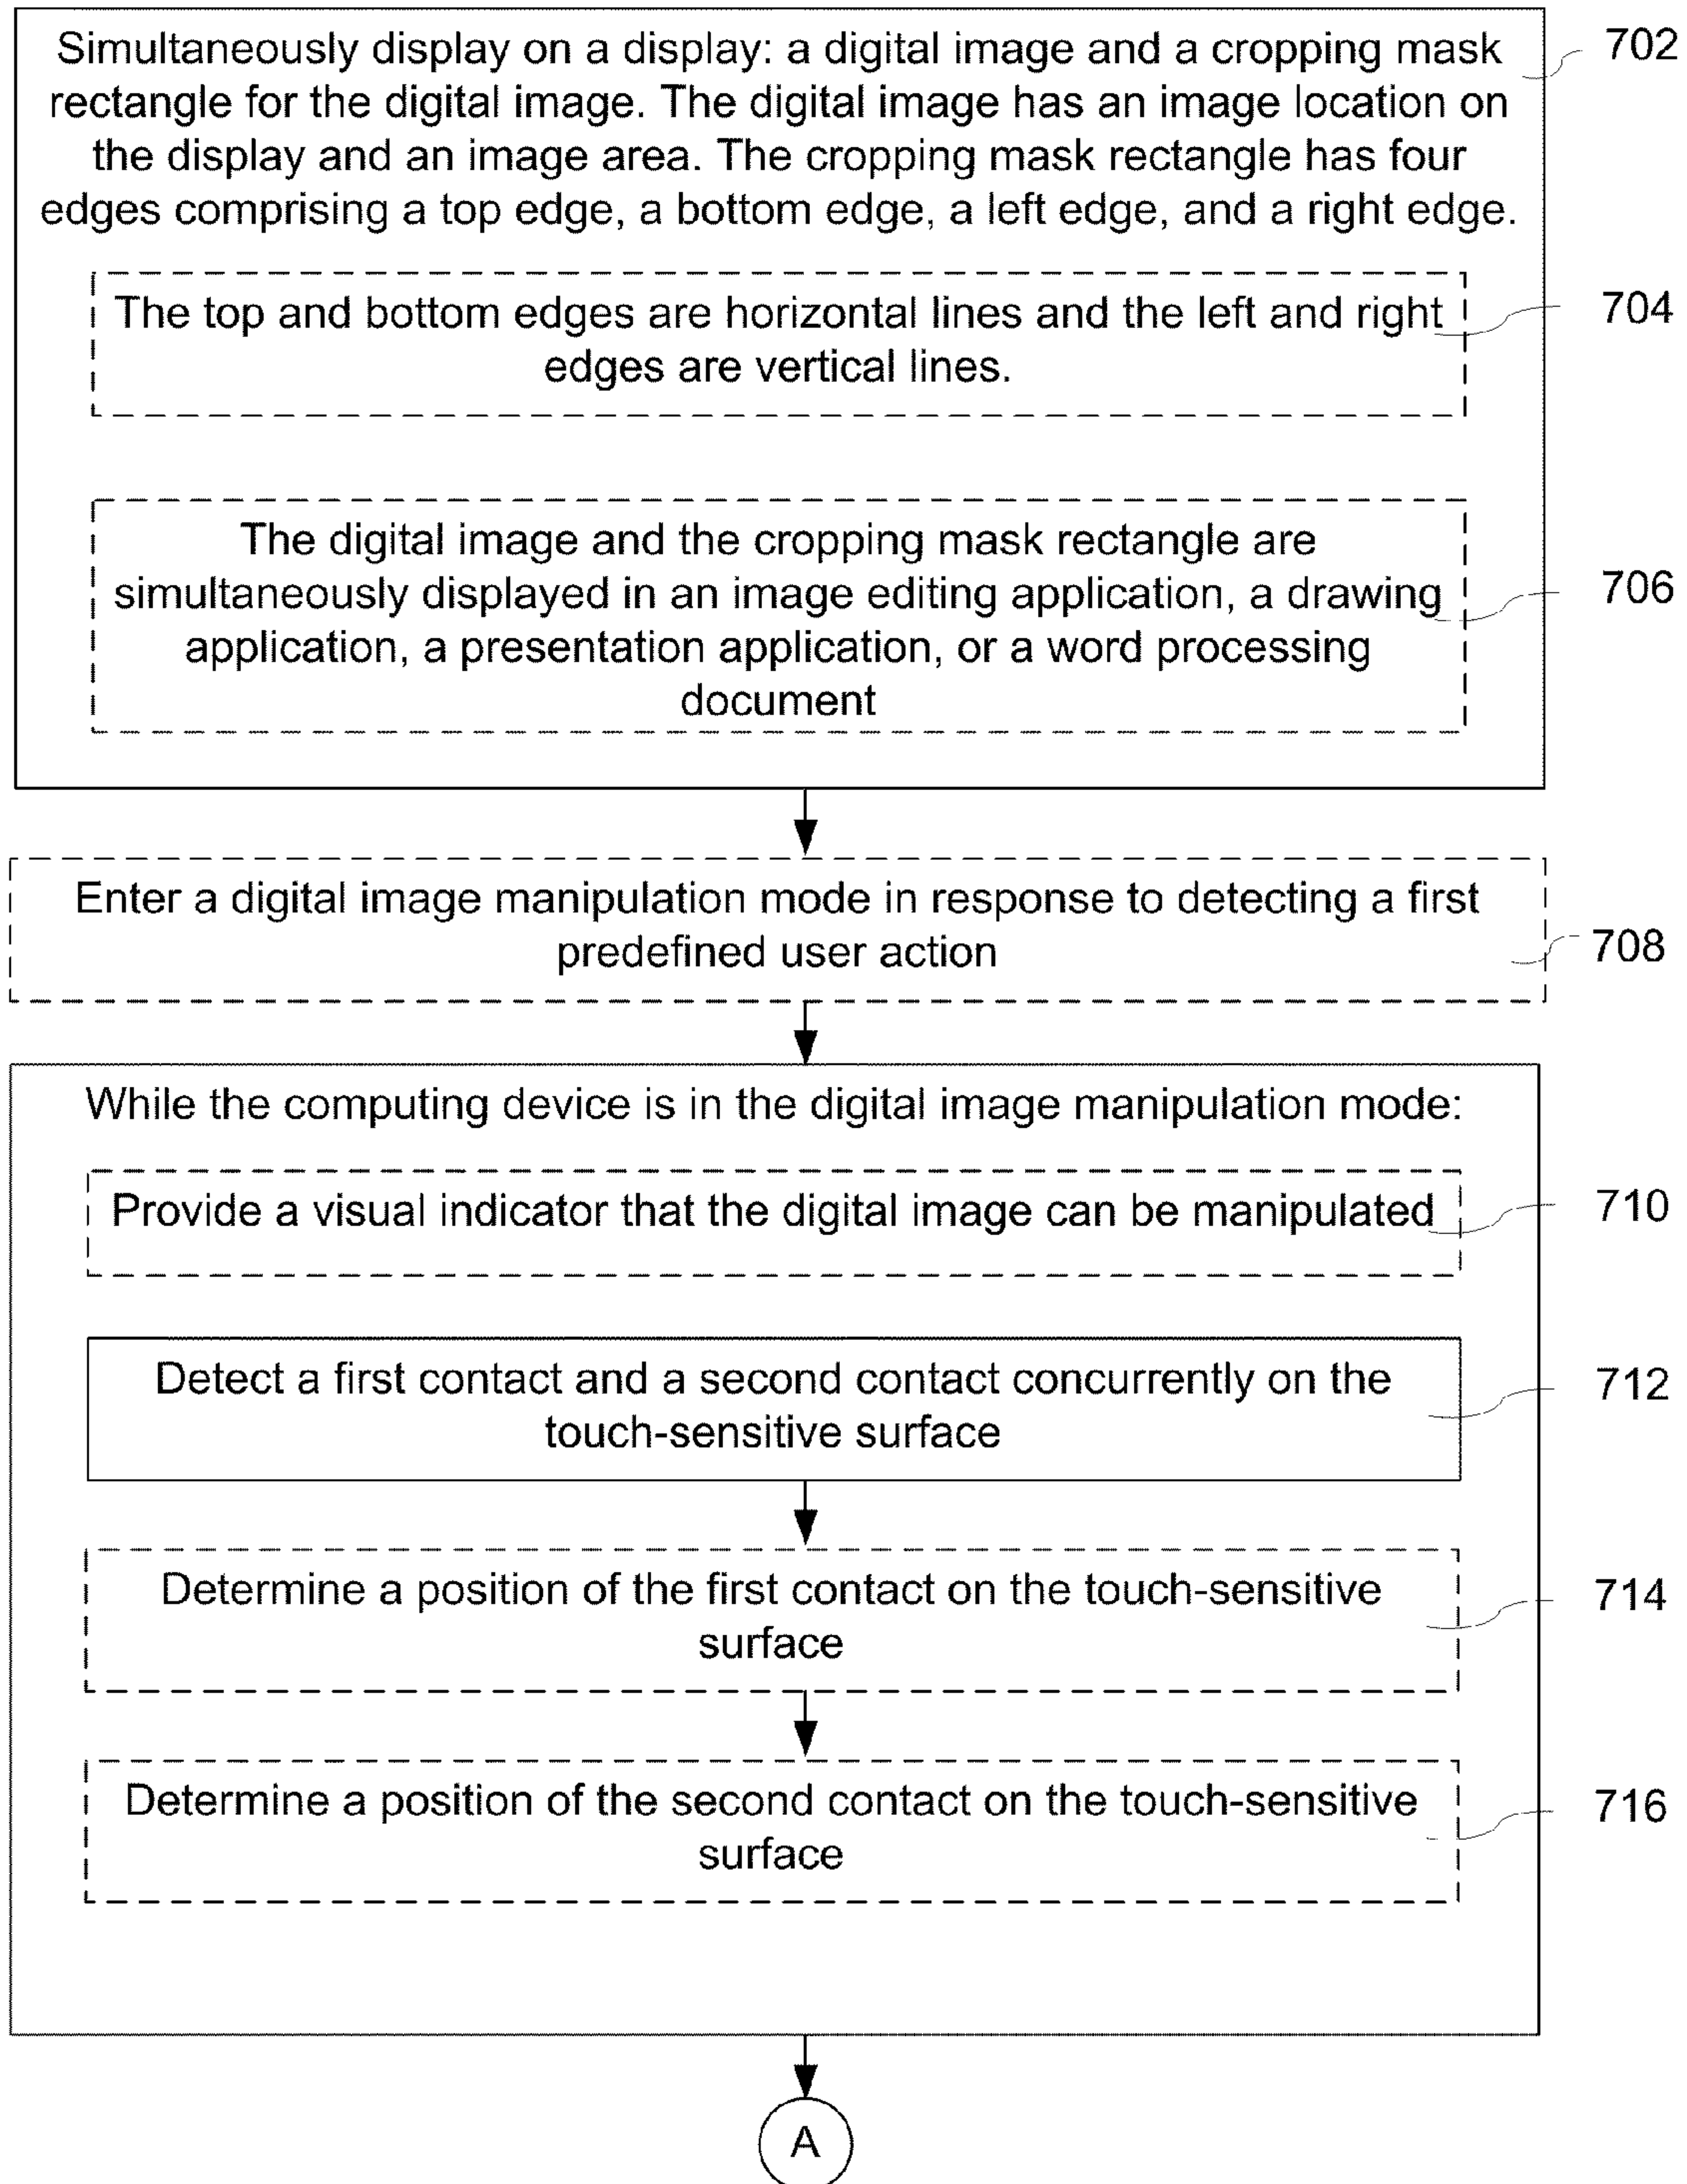 Simultaneously display on a display: a digital image and a cropping mask
rectangle for the digital image. The digital image has an image location on
the display and an image area. The cropping mask rectangle has four
edges comprising a top edge, a bottom edge, a left edge, and a right edge.
702
The top and bottom edges are horizontal lines and the left and right
edges are vertical lines.
704
The digital image and the cropping mask rectangle are
simultaneously displayed in an image editing application, a drawing
application, a presentation application, or a word processing
document
706
Enter a digital image manipulation mode in response to detecting a first
predefined user action
708
While the computing device is in the digital image manipulation mode:
Provide a visual indicator that the digital image can be manipulated
710
Detect a first contact and a second contact concurrently on the
touch-sensitive surface
712
Determine a position of the first contact on the touch-sensitive
surface
714
Determine a position of the second contact on the touch-sensitive
surface
716
A